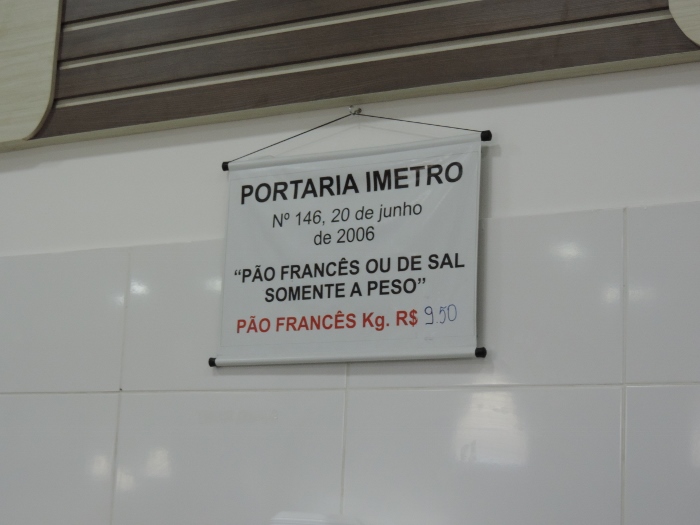 PORTARIA IMETRO
Nº 146, 20 de junho
de 2006
“PÃO FRANCÊS OU DE SAL
SOMENTE A PESO”
PÃO FRANCÊS Kg. R$ 9.50